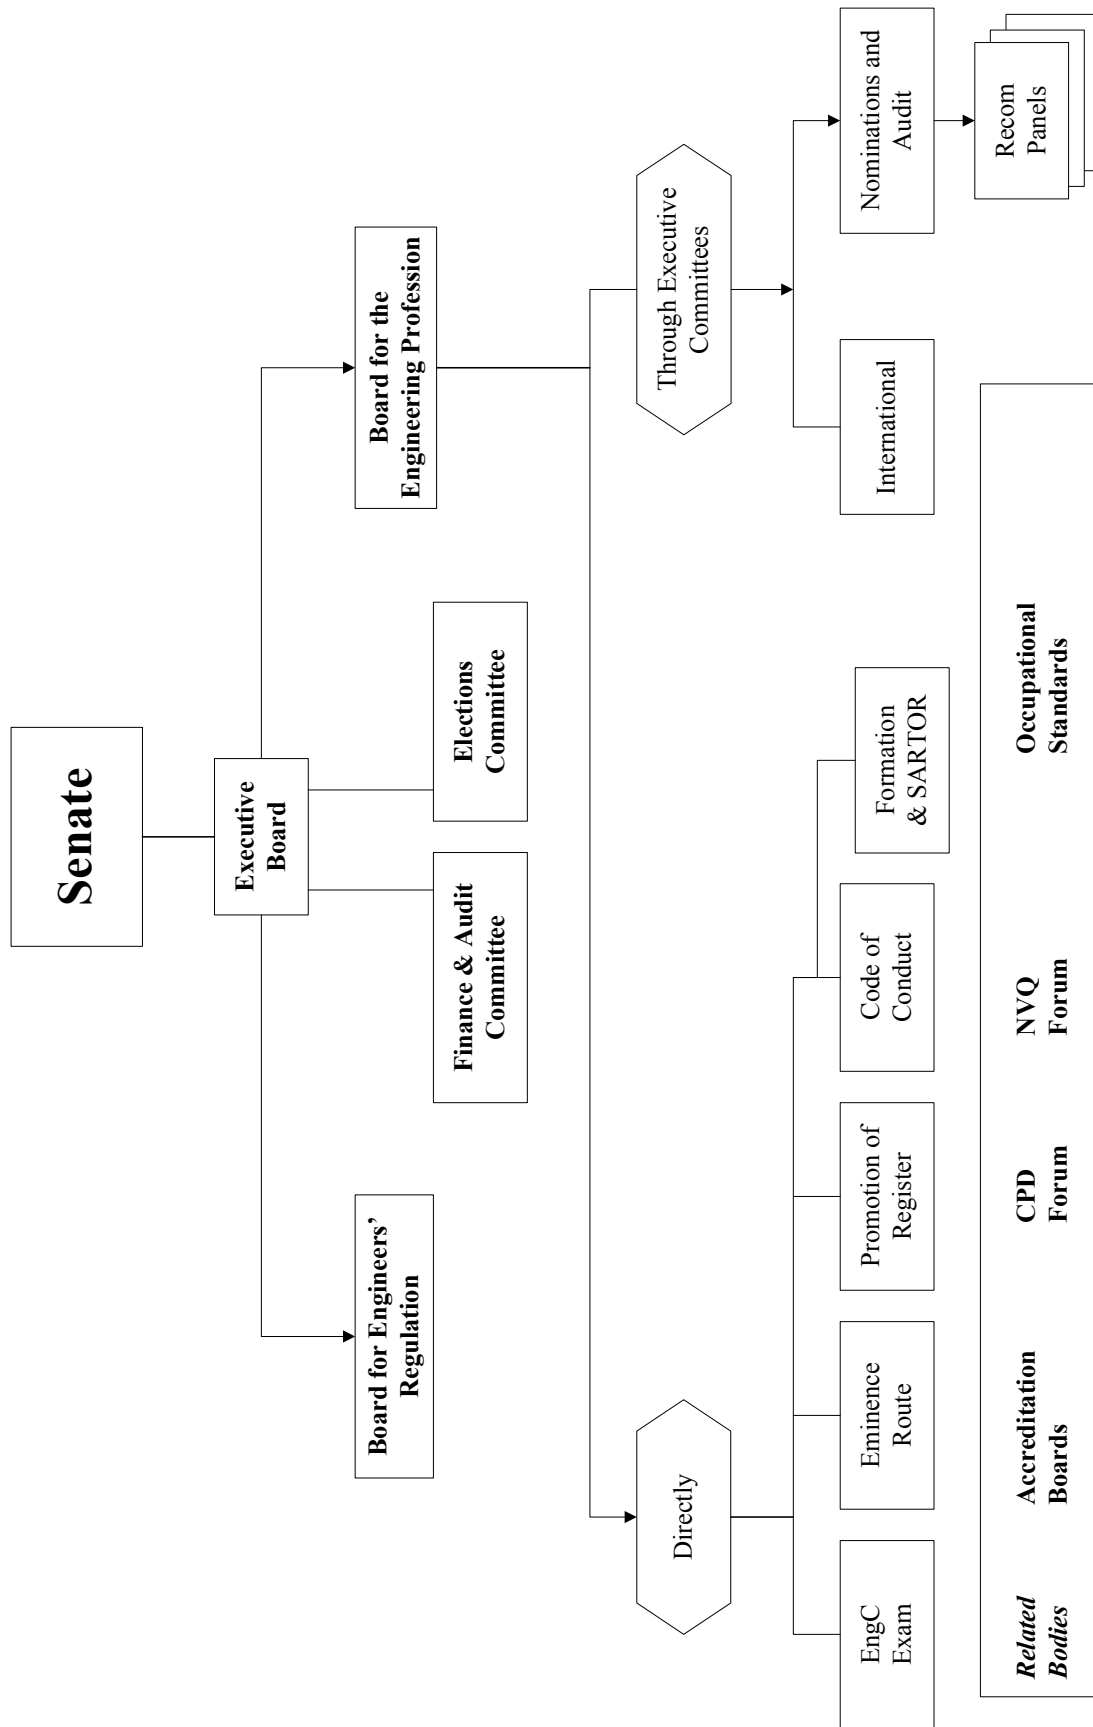 Senate
Executive
Board
Board for Engineers’
Regulation
Finance & Audit
Committee
Elections
Committee
Board for the
Engineering Profession
Directly
Through Executive
Committees
EngC
Exam
Eminence
Route
Promotion of
Register
Code of
Conduct
Formation
& SARTOR
International
Nominations and
Audit
Recom
Panels
Related
Bodies
Accreditation
Boards
CPD
Forum
NVQ
Forum
Occupational
Standards